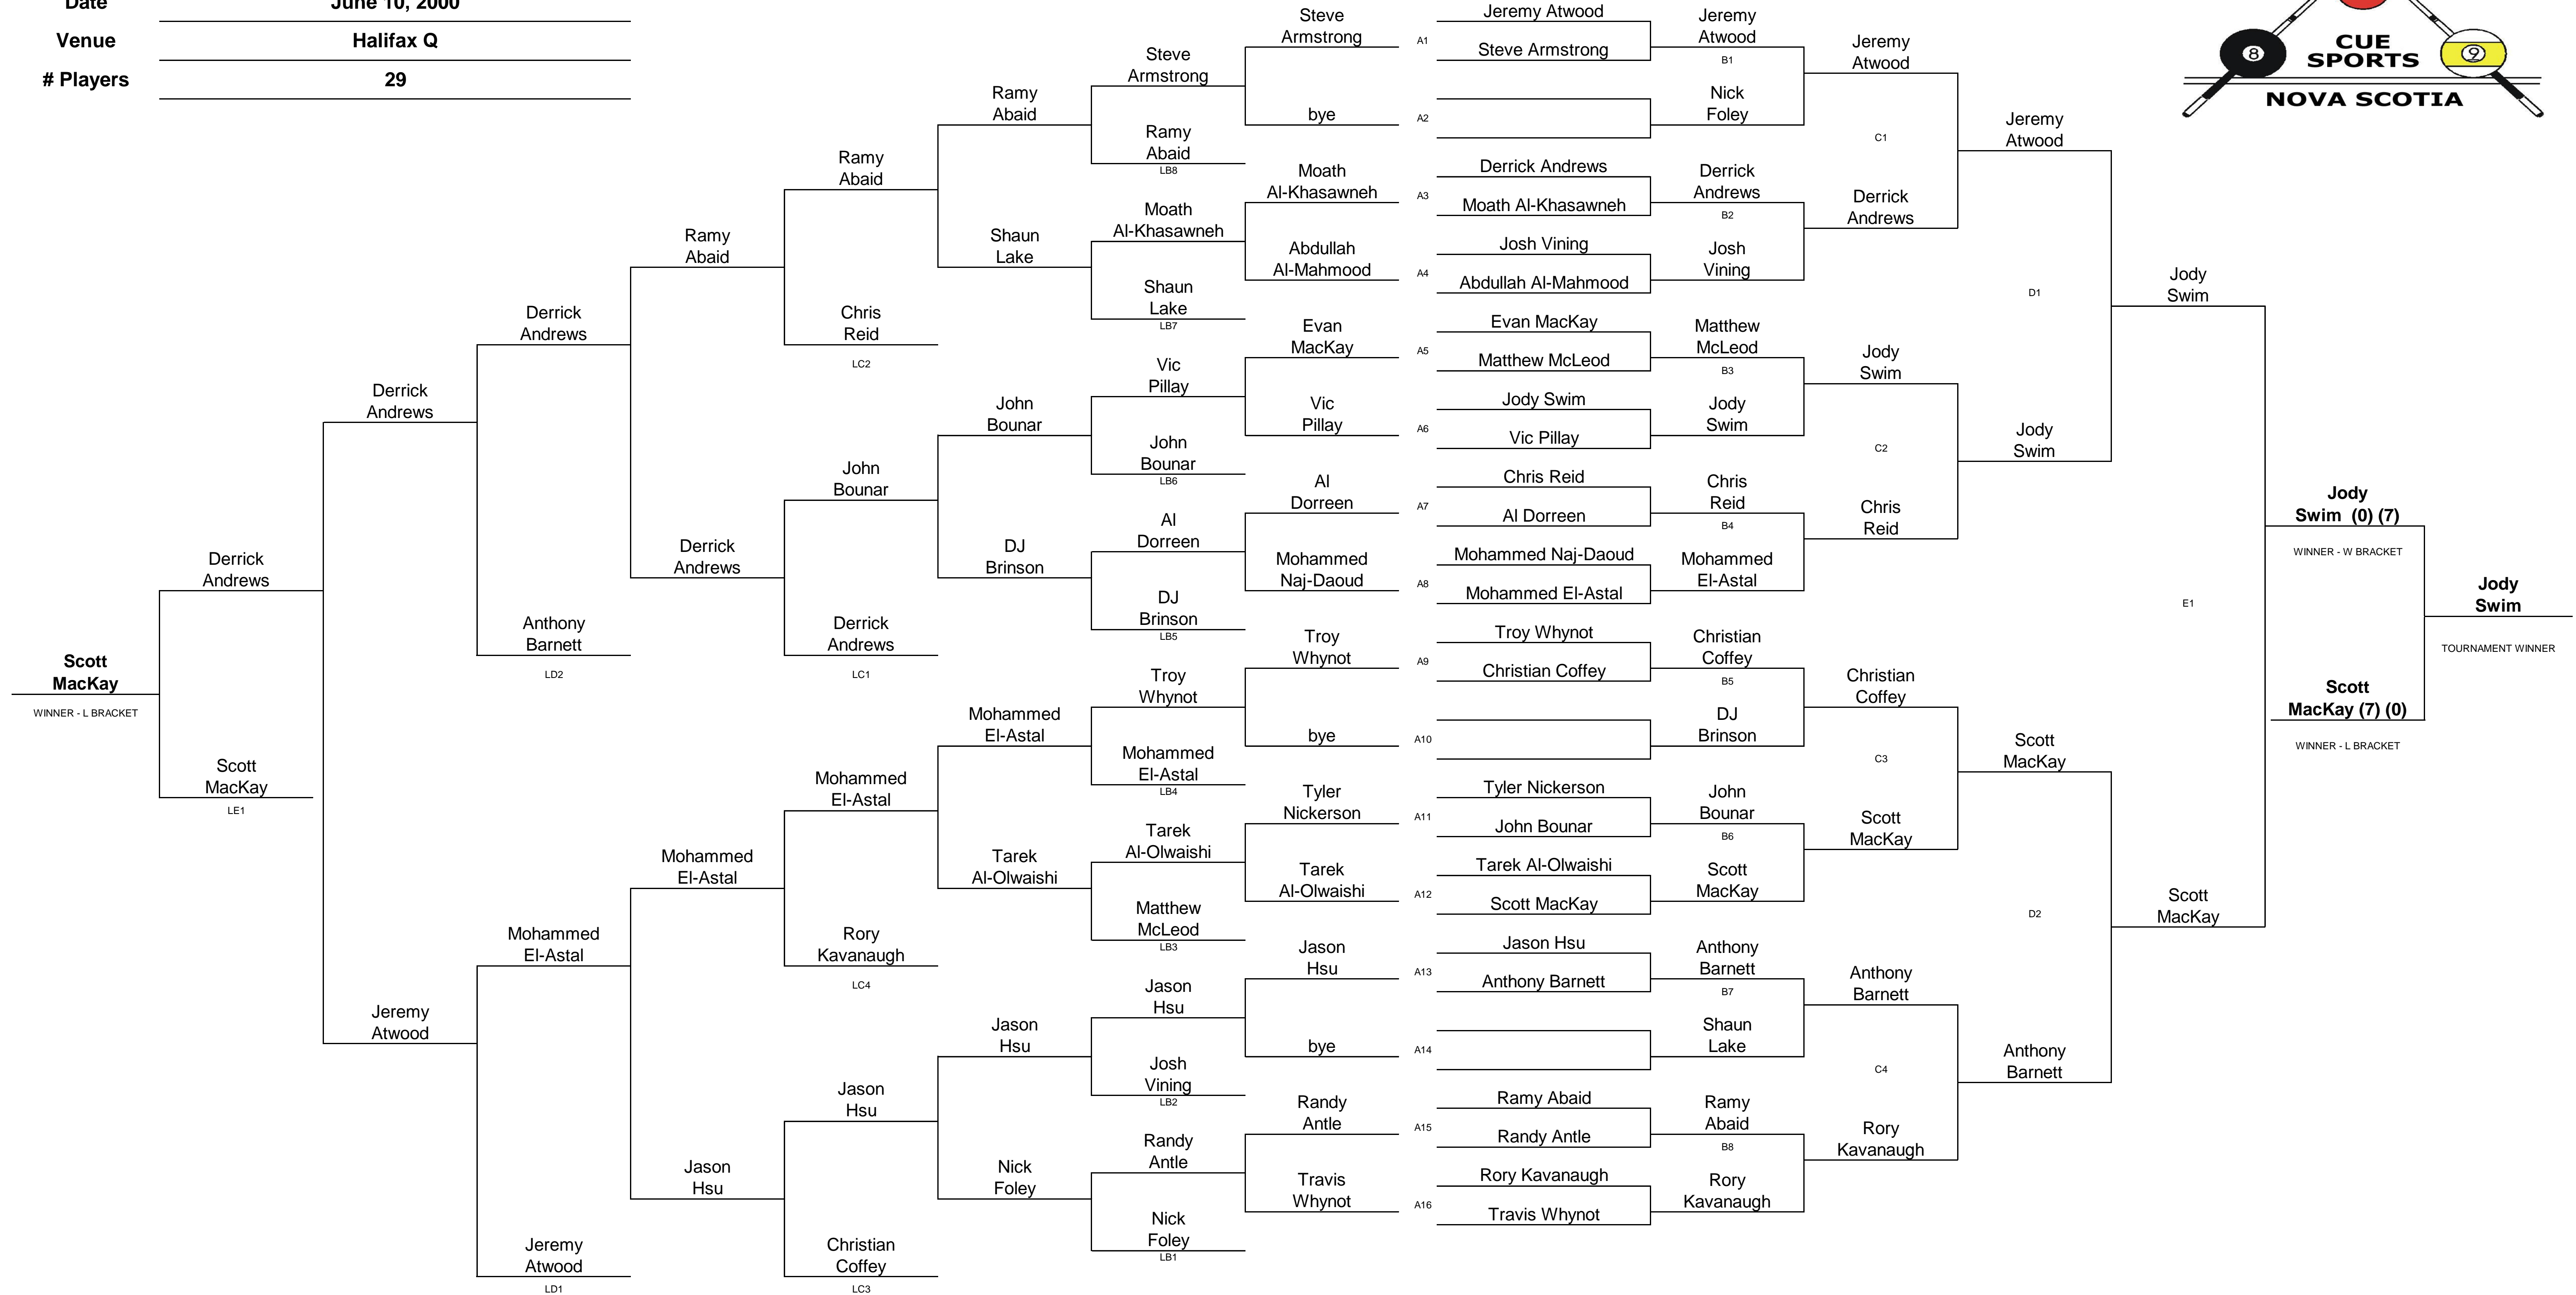 Date June 10, 2000
Venue Halifax Q
# Players 29
CUE
SPORTS
NOVA SCOTIA
8
9
Scott
MacKay
WINNER - L BRACKET
Derrick
Andrews
Scott
MacKay
LE1
Derrick
Andrews
Jeremy
Atwood
Derrick
Andrews
Anthony
Barnett
LD2
Mohammed
El-Astal
Jeremy
Atwood
LD1
Ramy
Abaid
Derrick
Andrews
Mohammed
El-Astal
Jason
Hsu
Ramy
Abaid
Chris
Reid
LC2
John
Bounar
Derrick
Andrews
LC1
Mohammed
El-Astal
Rory
Kavanaugh
LC4
Jason
Hsu
Christian
Coffey
LC3
Ramy
Abaid
Shaun
Lake
John
Bounar
DJ
Brinson
Mohammed
El-Astal
Tarek
Al-Olwaishi
Jason
Hsu
Nick
Foley
Steve
Armstrong
Ramy
Abaid
LB8
Moath
Al-Khasawneh
Shaun
Lake
LB7
Vic
Pillay
John
Bounar
LB6
Al
Dorreen
DJ
Brinson
LB5
Troy
Whynot
Mohammed
El-Astal
LB4
Tarek
Al-Olwaishi
Matthew
McLeod
LB3
Jason
Hsu
Josh
Vining
LB2
Randy
Antle
Nick
Foley
LB1
Steve
Armstrong
bye
Moath
Al-Khasawneh
Abdullah
Al-Mahmood
Evan
MacKay
Vic
Pillay
Al
Dorreen
Mohammed
Naj-Daoud
Troy
Whynot
bye
Tyler
Nickerson
Tarek
Al-Olwaishi
Jason
Hsu
bye
Randy
Antle
Travis
Whynot
Jeremy Atwood
A1
Steve Armstrong
A2
Derrick Andrews
A3
Moath Al-Khasawneh
Josh Vining
A4
Abdullah Al-Mahmood
Evan MacKay
A5
Matthew McLeod
Jody Swim
A6
Vic Pillay
Chris Reid
A7
Al Dorreen
Mohammed Naj-Daoud
A8
Mohammed El-Astal
Troy Whynot
A9
Christian Coffey
A10
Tyler Nickerson
A11
John Bounar
Tarek Al-Olwaishi
A12
Scott MacKay
Jason Hsu
A13
Anthony Barnett
A14
Ramy Abaid
A15
Randy Antle
Rory Kavanaugh
A16
Travis Whynot
Jeremy
Atwood
B1
Nick
Foley
Derrick
Andrews
B2
Josh
Vining
Matthew
McLeod
B3
Jody
Swim
Chris
Reid
B4
Mohammed
El-Astal
Christian
Coffey
B5
DJ
Brinson
John
Bounar
B6
Scott
MacKay
Anthony
Barnett
B7
Shaun
Lake
Ramy
Abaid
B8
Rory
Kavanaugh
Jeremy
Atwood
C1
Derrick
Andrews
Jody
Swim
C2
Chris
Reid
Christian
Coffey
C3
Scott
MacKay
Anthony
Barnett
C4
Rory
Kavanaugh
Jeremy
Atwood
D1
Jody
Swim
Scott
MacKay
D2
Anthony
Barnett
Jody
Swim
E1
Scott
MacKay
Jody
Swim (0) (7)
WINNER - W BRACKET
Scott
MacKay (7) (0)
WINNER - L BRACKET
Jody
Swim
TOURNAMENT WINNER